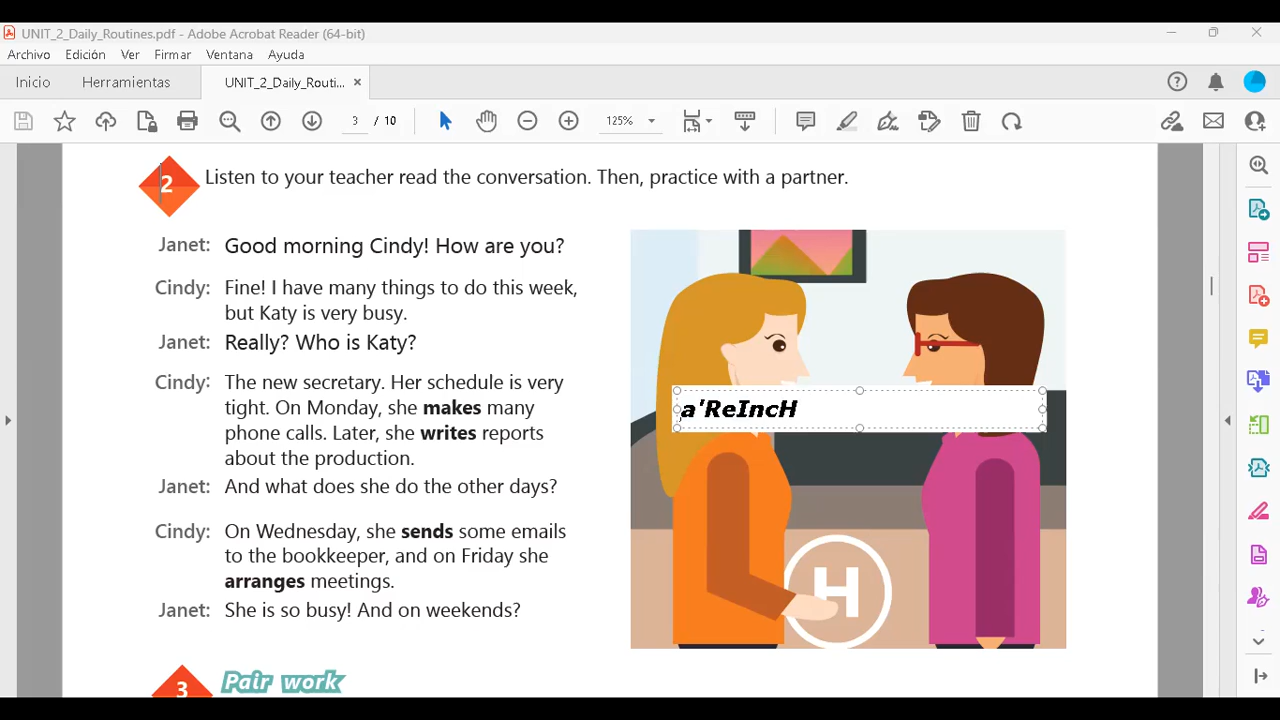 UNIT_2_Daily_Routines.pdf - Adobe Acrobat Reader (64-bit)
Archivo Edición Ver Firmar Ventana Ayuda
Inicio Herramientas UNIT_2_Daily_Routi... ×
3 / 10 125%
2 Listen to your teacher read the conversation. Then, practice with a partner.
Janet: Good morning Cindy! How are you?
Cindy: Fine! I have many things to do this week,
but Katy is very busy.
Janet: Really? Who is Katy?
Cindy: The new secretary. Her schedule is very
tight. On Monday, she makes many
phone calls. Later, she writes reports
about the production.
Janet: And what does she do the other days?
Cindy: On Wednesday, she sends some emails
to the bookkeeper, and on Friday she
arranges meetings.
Janet: She is so busy! And on weekends?
a'ReIncH
H
3 Pair work